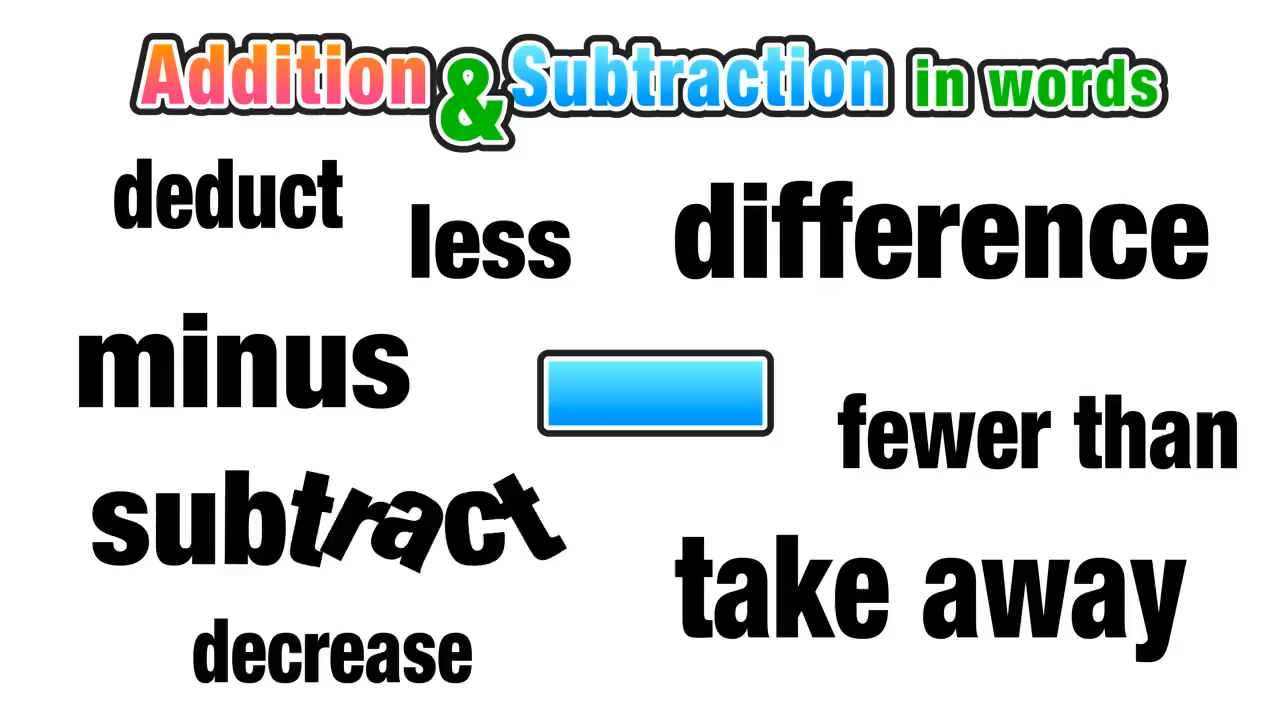 Addition & Subtraction in words
deduct
less
difference
minus
fewer than
subtract
take away
decrease